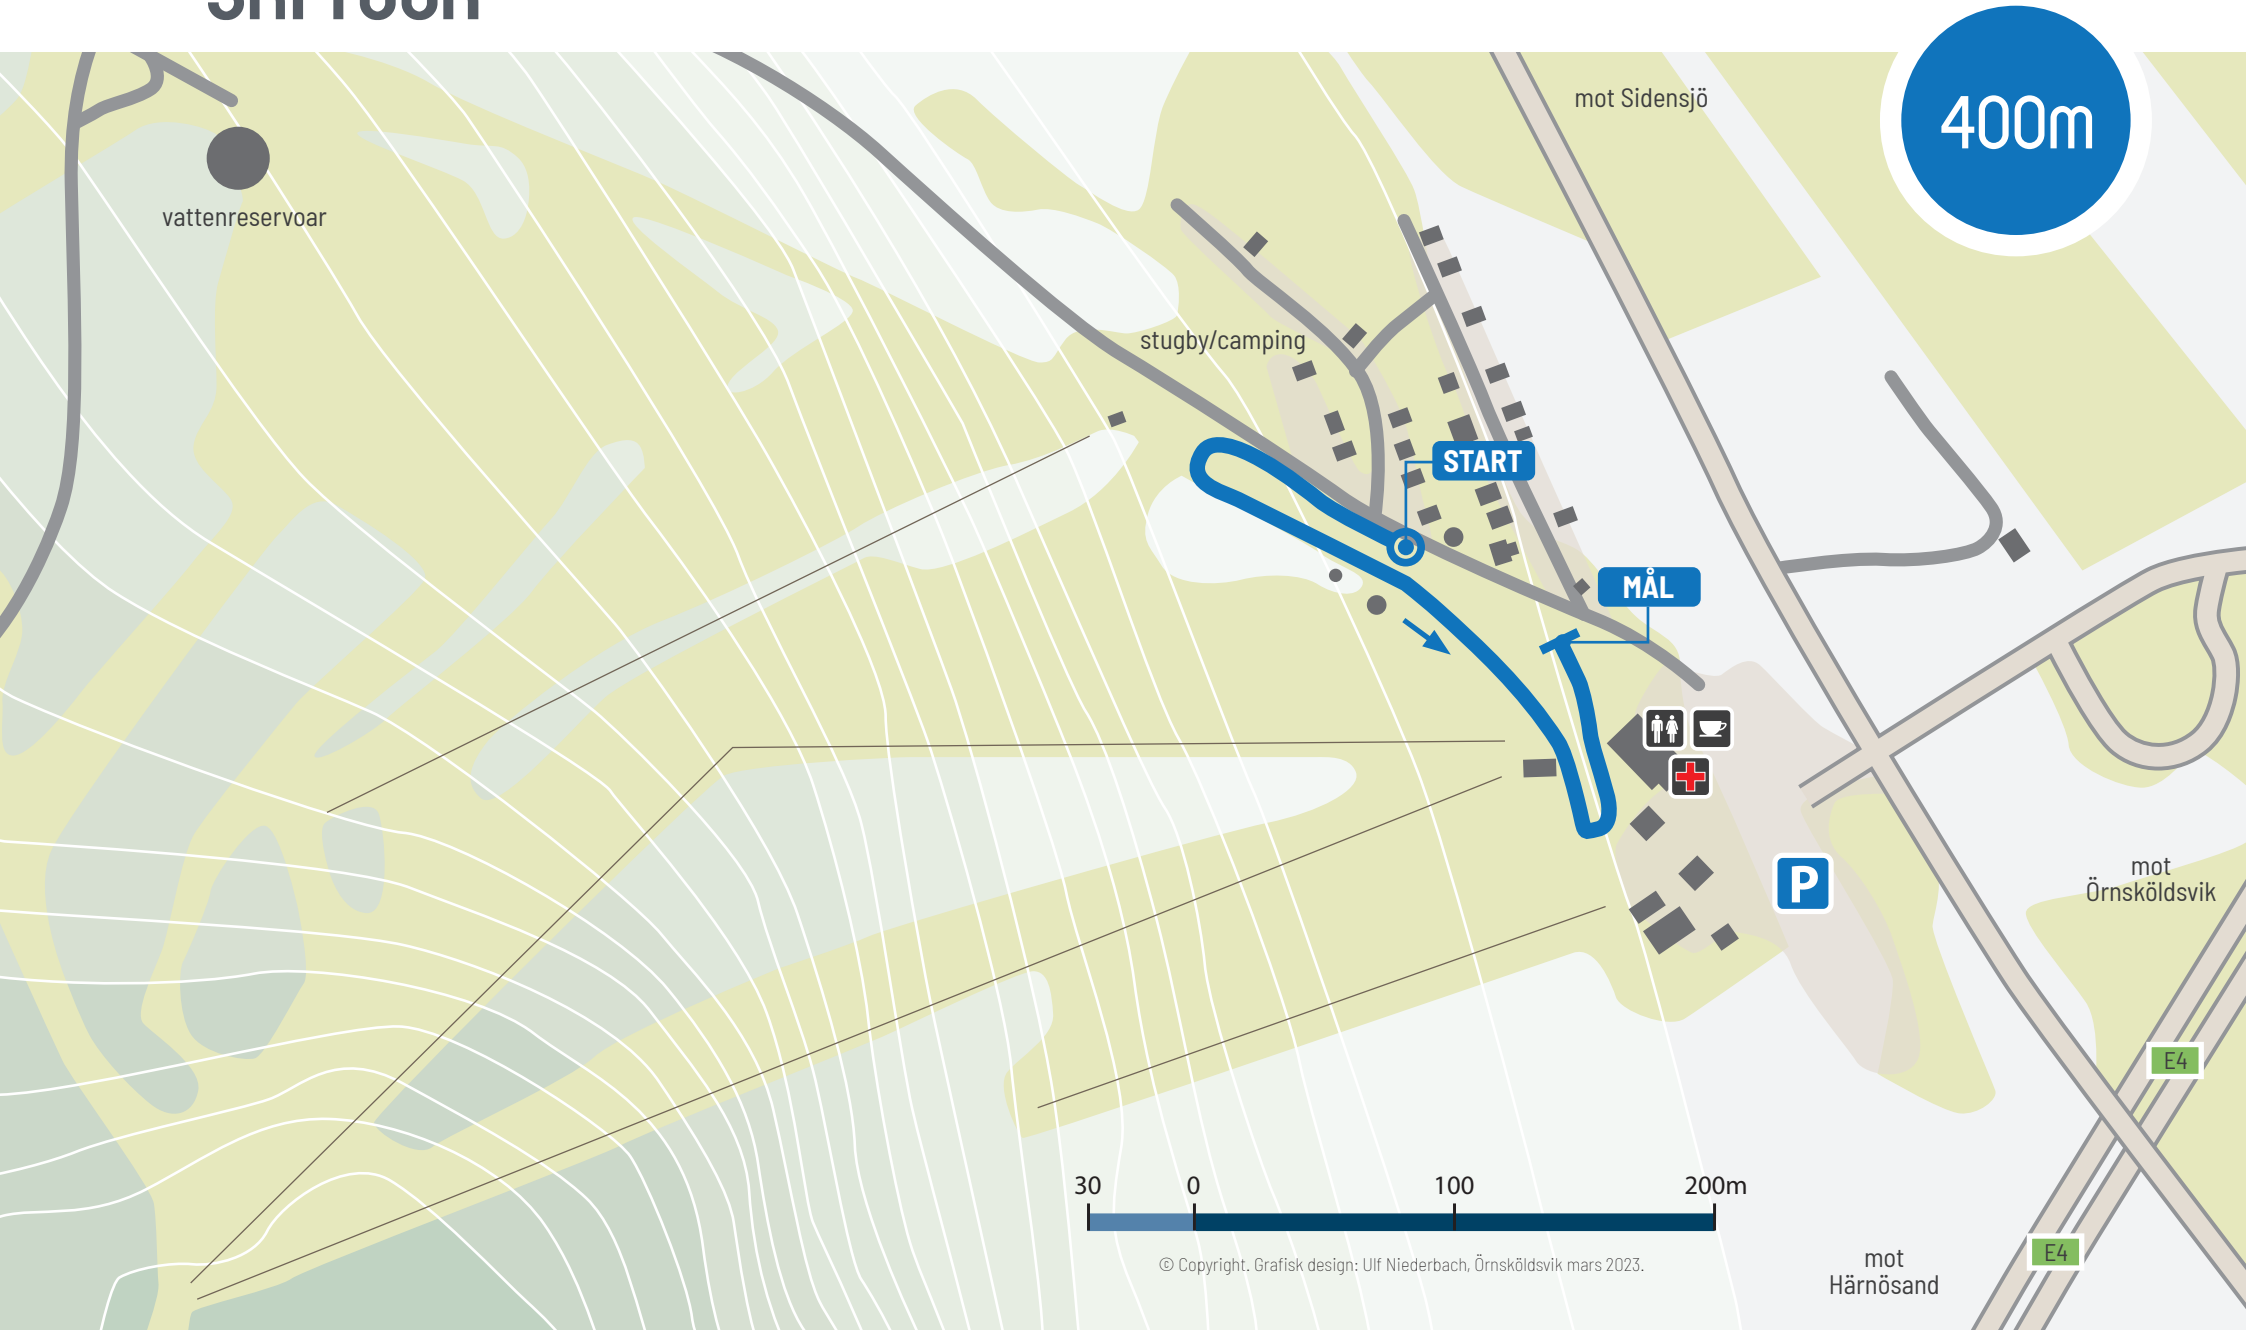 400m
mot Sidensjö
vattenreservoar
stugby/camping
START
MÅL
P
mot
Örnsköldsvik
E4
E4
30 0 100 200m
© Copyright. Grafisk design: Ulf Niederbach, Örnsköldsvik mars 2023.
mot
Härnösand